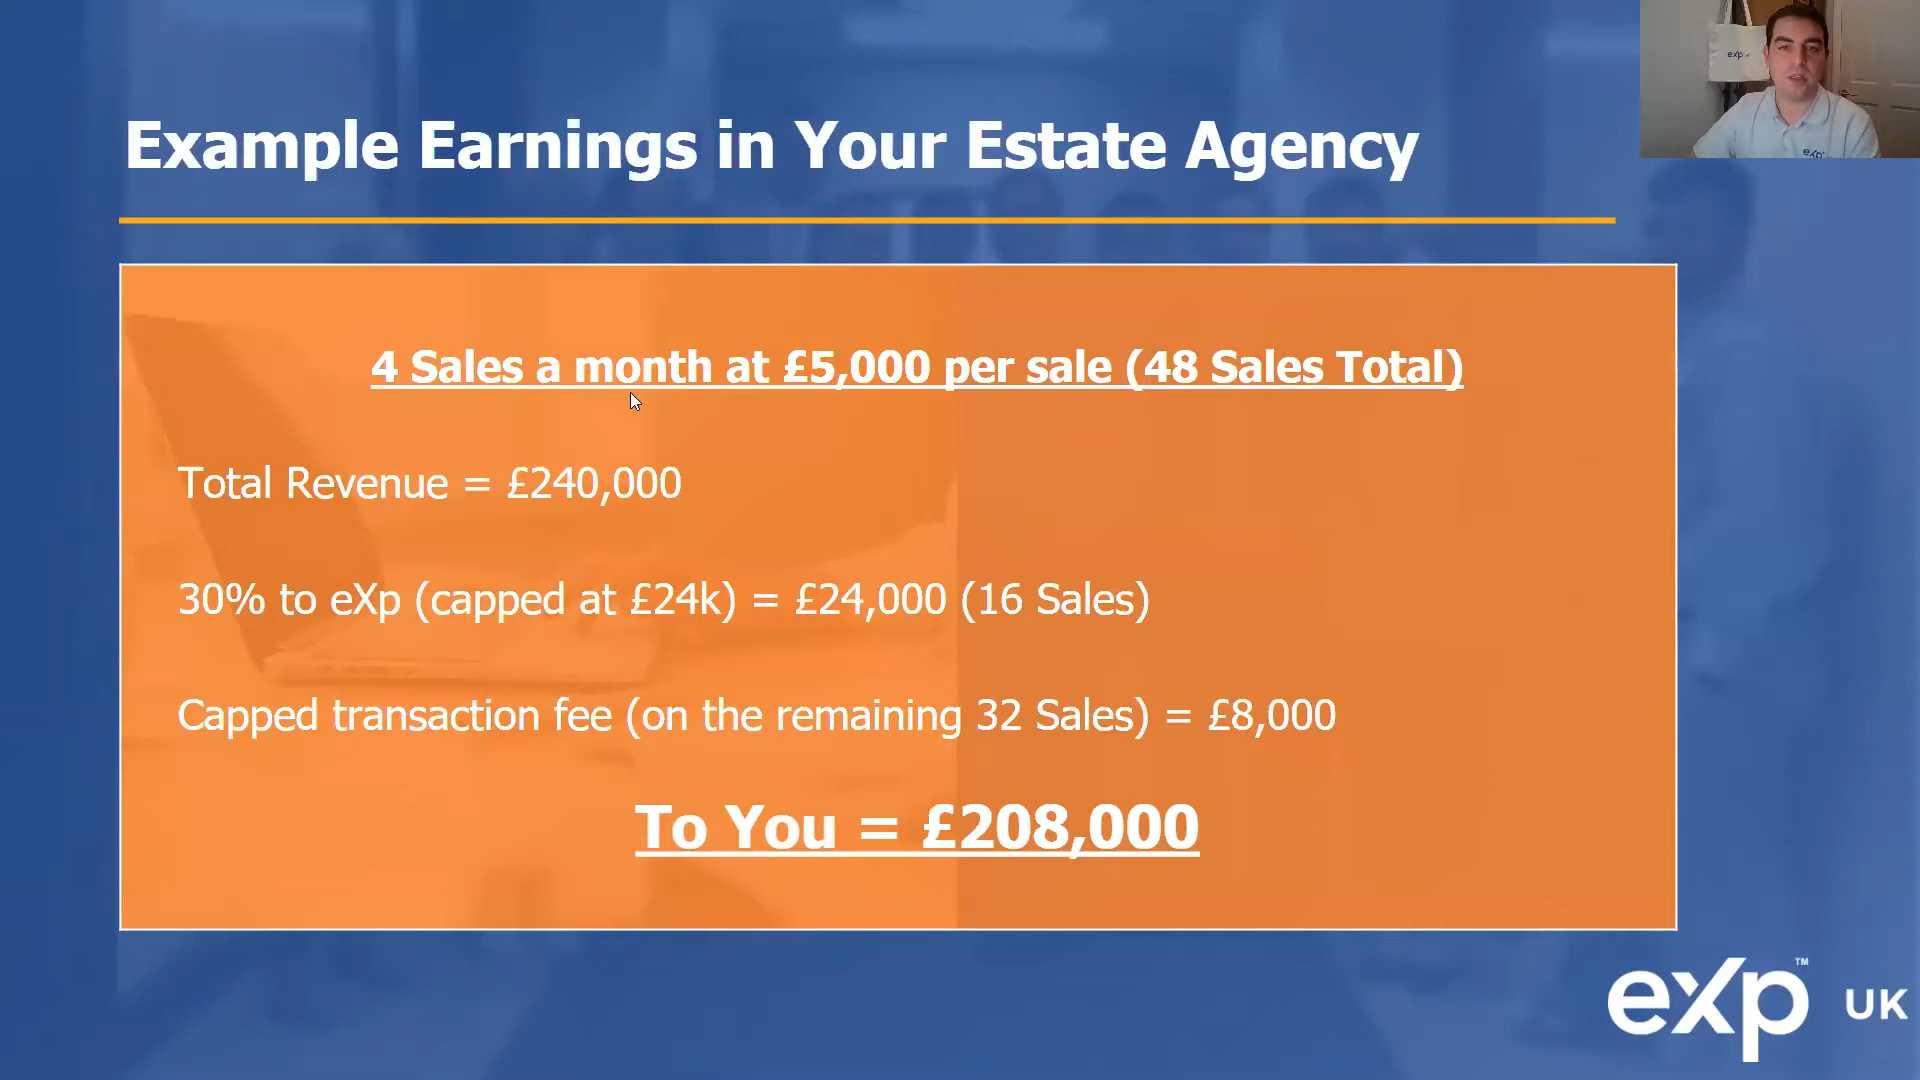 Example Earnings in Your Estate Agency
4 Sales a month at £5,000 per sale (48 Sales Total)
Total Revenue = £240,000
30% to eXp (capped at £24k) = £24,000 (16 Sales)
Capped transaction fee (on the remaining 32 Sales) = £8,000
To You = £208,000
eXp™ UK
eXp
eXp